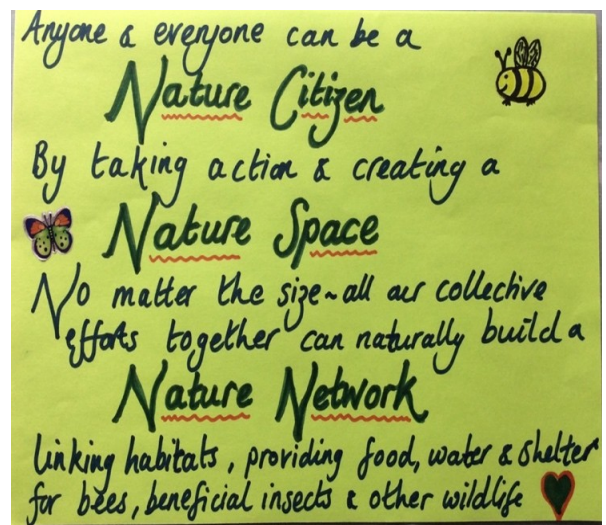 Anyone & everyone can be a
Nature Citizen
By taking action & creating a
Nature Space
No matter the size~all our collective
efforts together can naturally build a
Nature Network
linking habitats, providing food, water & shelter
for bees, beneficial insects & other wildlife